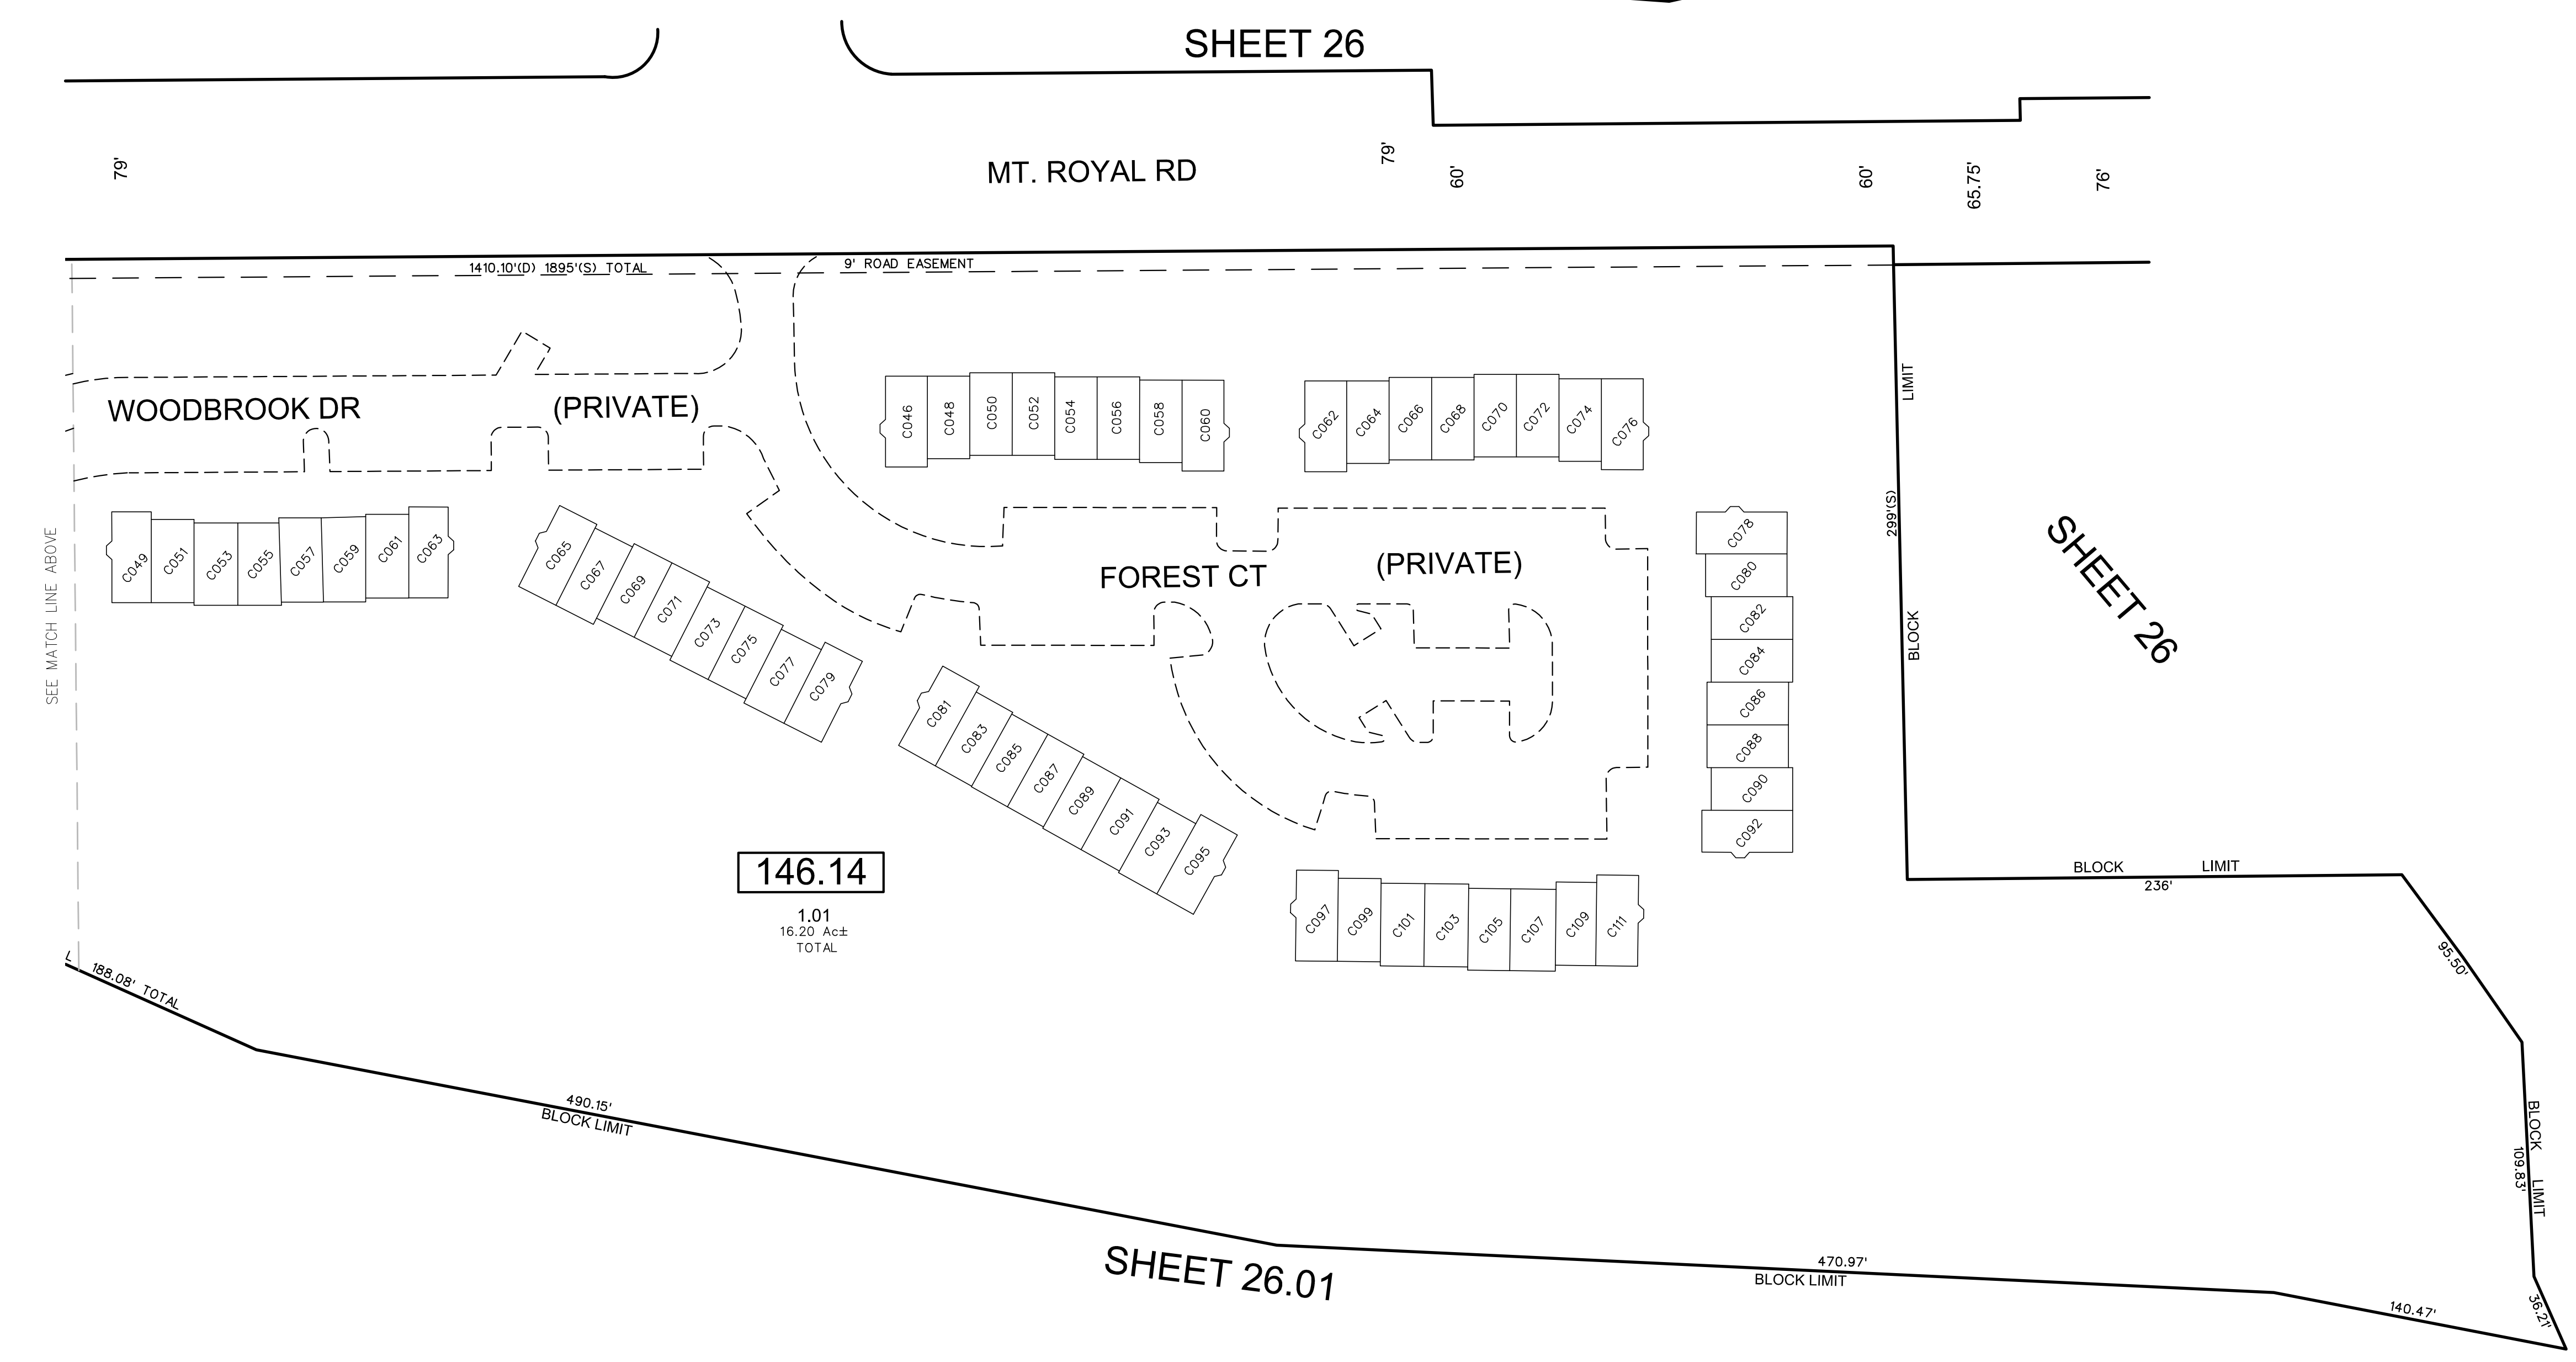 SHEET 26
79'
MT. ROYAL RD
79'
60'
60'
65.75'
76'
1410.10'(D) 1895'(S) TOTAL
9' ROAD EASEMENT
WOODBROOK DR
(PRIVATE)
C046
C048
C050
C052
C054
C056
C058
C060
C062
C064
C066
C068
C070
C072
C074
C076
LIMIT
299'(S)
BLOCK
SHEET 26
SEE MATCH LINE ABOVE
C049
C051
C053
C055
C057
C059
C061
C063
C065
C067
C069
C071
C073
C075
C077
C079
FOREST CT
(PRIVATE)
C078
C080
C082
C084
C086
C088
C090
C092
C081
C083
C085
C087
C089
C091
C093
C095
146.14
1.01
16.20 Ac±
TOTAL
C097
C099
C101
C103
C105
C107
C109
C111
BLOCK LIMIT
236'
95.50'
L
188.08' TOTAL
490.15'
BLOCK LIMIT
BLOCK LIMIT
109.83'
SHEET 26.01
470.97'
BLOCK LIMIT
140.47'
36.21'